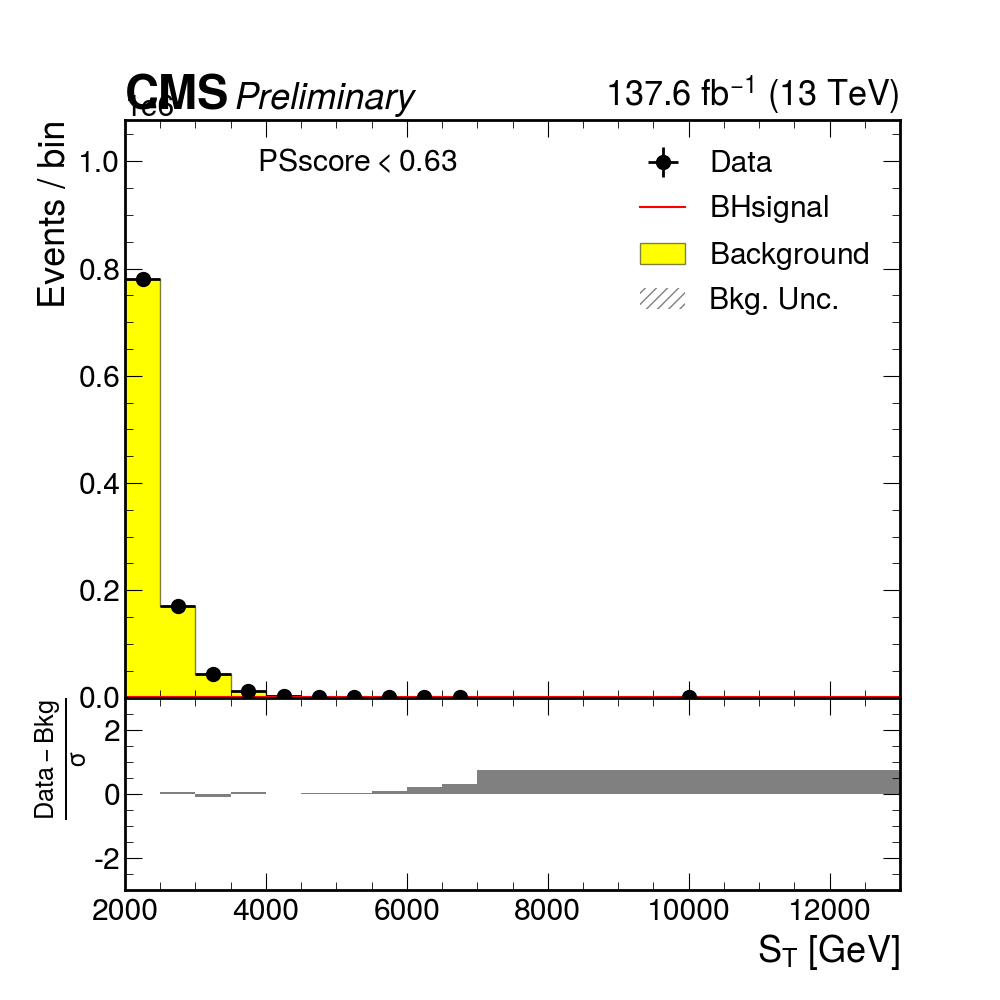 CMS Preliminary 137.6 fb⁻¹ (13 TeV)
1e6
Events / bin
PSscore < 0.63
Data
BHsignal
Background
Bkg. Unc.
1.0
0.8
0.6
0.4
0.2
0.0
Data – Bkg
σ
2
0
-2
2000 4000 6000 8000 10000 12000
S_T [GeV]